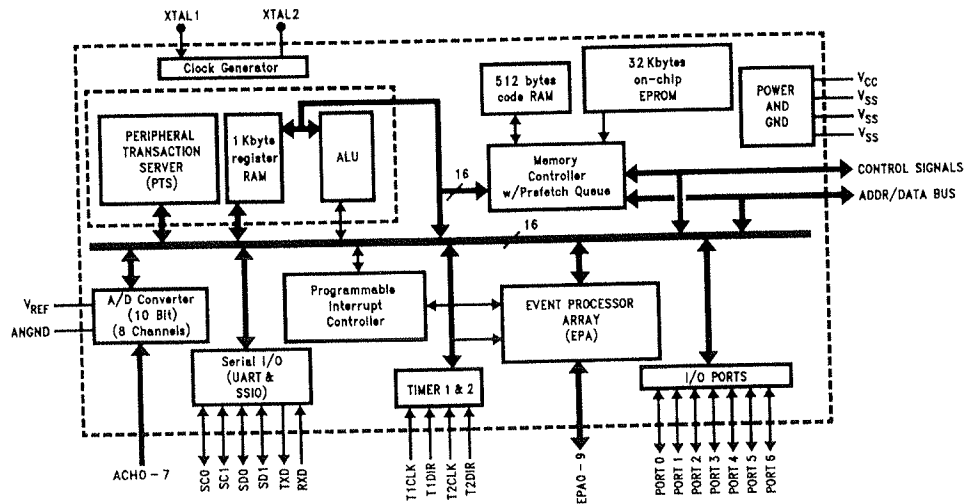 XTAL1
XTAL2
Clock Generator
PERIPHERAL
TRANSACTION
SERVER
(PTS)
1 Kbyte
register
RAM
ALU
512 bytes
code RAM
32 Kbytes
on-chip
EPROM
POWER
AND
GND
VCC
VSS
VSS
VSS
Memory
Controller
w/Prefetch Queue
16
CONTROL SIGNALS
ADDR/DATA BUS
16
VREF
ANGND
A/D Converter
(10 Bit)
(8 Channels)
Programmable
Interrupt
Controller
EVENT PROCESSOR
ARRAY
(EPA)
Serial I/O
(UART &
SSIO)
TIMER 1 & 2
I/O PORTS
ACH0-7
SC0
SC1
SD0
SD1
TXD
RXD
T1CLK
T1DIR
T2CLK
T2DIR
EPA0-9
PORT 0
PORT 1
PORT 2
PORT 3
PORT 4
PORT 5
PORT 6